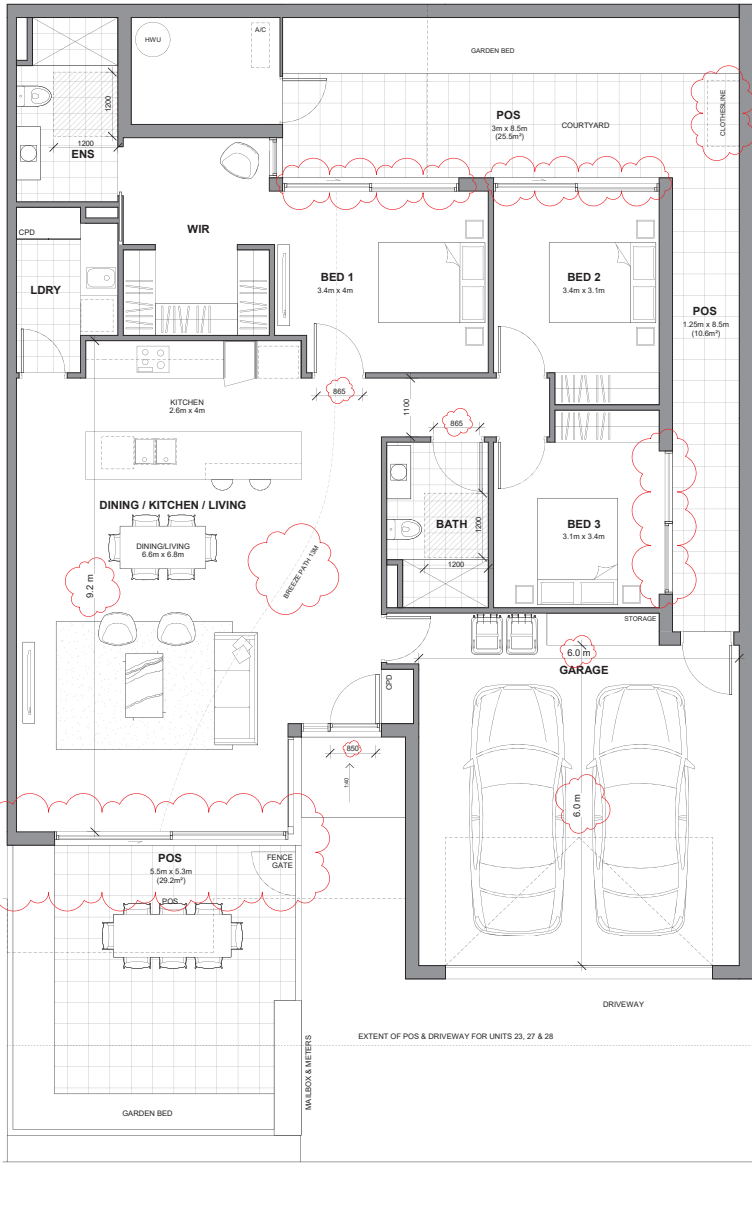 A/C
HWU
GARDEN BED
CLOTHESLINE
POS
3m x 8.5m
(25.5m²)
COURTYARD
1200
1200
ENS
WIR
CPD
LDRY
BED 1
3.4m x 4m
BED 2
3.4m x 3.1m
POS
1.25m x 8.5m
(10.6m²)
865
1100
865
KITCHEN
2.6m x 4m
DINING / KITCHEN / LIVING
DINING/LIVING
6.6m x 6.8m
9.2 m
BREEZE PATH 13M
BATH
1200
1200
BED 3
3.1m x 3.4m
STORAGE
6.0 m
GARAGE
CPD
850
140
6.0 m
POS
5.5m x 5.3m
(29.2m²)
FENCE
GATE
POS
DRIVEWAY
EXTENT OF POS & DRIVEWAY FOR UNITS 23, 27 & 28
MAILBOX & METERS
GARDEN BED